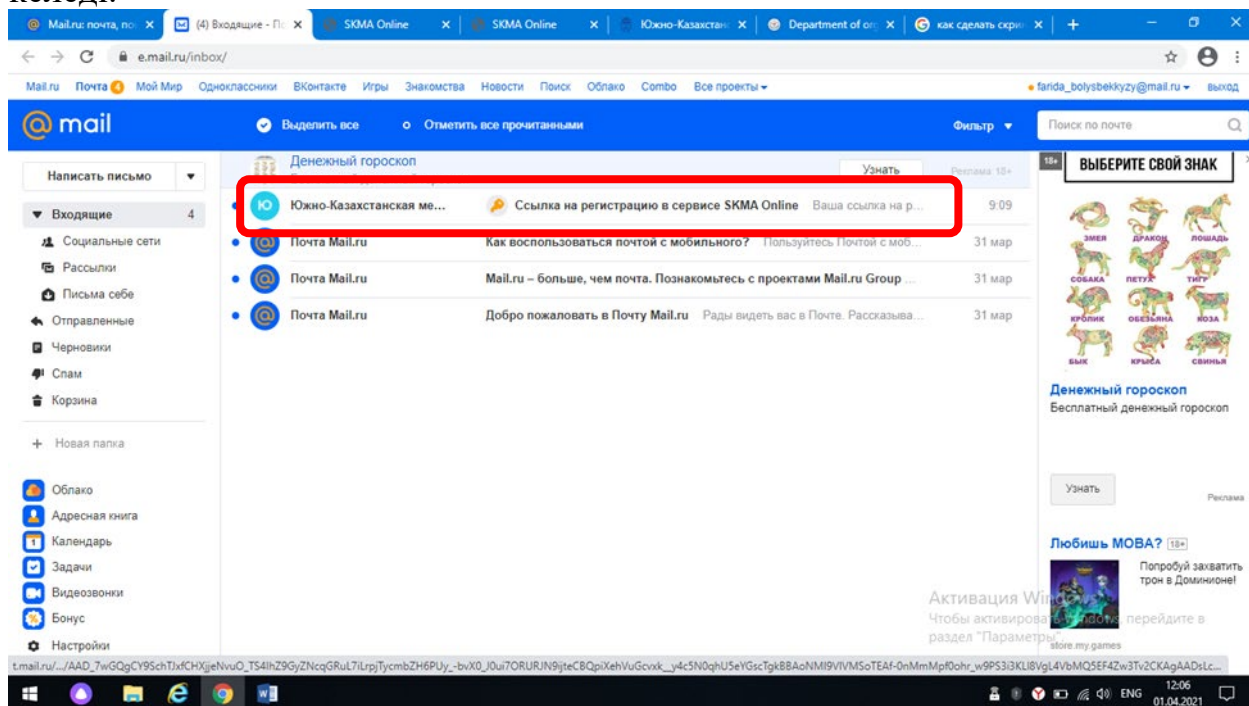 келеді.
Mail.ru: почта, по
(4) Входящие - По
SKMA Online
SKMA Online
Южно-Казахстанс
Department of or
как сделать скри
e.mail.ru/inbox/
Mail.ru Почта 4 Мой Мир Одноклассники ВКонтакте Игры Знакомства Новости Поиск Облако Combo Все проекты
farida_bolysbekkyzy@mail.ru выход
mail
Выделить все
Отметить все прочитанными
Фильтр
Поиск по почте
Написать письмо
Входящие 4
Социальные сети
Рассылки
Письма себе
Отправленные
Черновики
Спам
Корзина
Новая папка
Облако
Адресная книга
Календарь
Задачи
Видеозвонки
Бонус
Настройки
Денежный гороскоп
Узнать
Реклама 18+
Ю Южно-Казахстанская ме... Ссылка на регистрацию в сервисе SKMA Online Ваша ссылка на р... 9:09
Почта Mail.ru Как воспользоваться почтой с мобильного? Пользуйтесь Почтой с моб... 31 мар
Почта Mail.ru Mail.ru – больше, чем почта. Познакомьтесь с проектами Mail.ru Group ... 31 мар
Почта Mail.ru Добро пожаловать в Почту Mail.ru Рады видеть вас в Почте. Рассказыва... 31 мар
18+ ВЫБЕРИТЕ СВОЙ ЗНАК
ЗМЕЯ ДРАКОН ЛОШАДЬ
СОБАКА ПЕТУХ ТИГР
КРОЛИК ОБЕЗЬЯНА КОЗА
БЫК КРЫСА СВИНЬЯ
Денежный гороскоп
Бесплатный денежный гороскоп
Узнать
Реклама
Любишь МОВА? 18+
Попробуй захватить
трон в Доминионе!
store.my.games
Активация Windows
Чтобы активировать Windows, перейдите в
раздел "Параметры".
ENG
12:06
01.04.2021